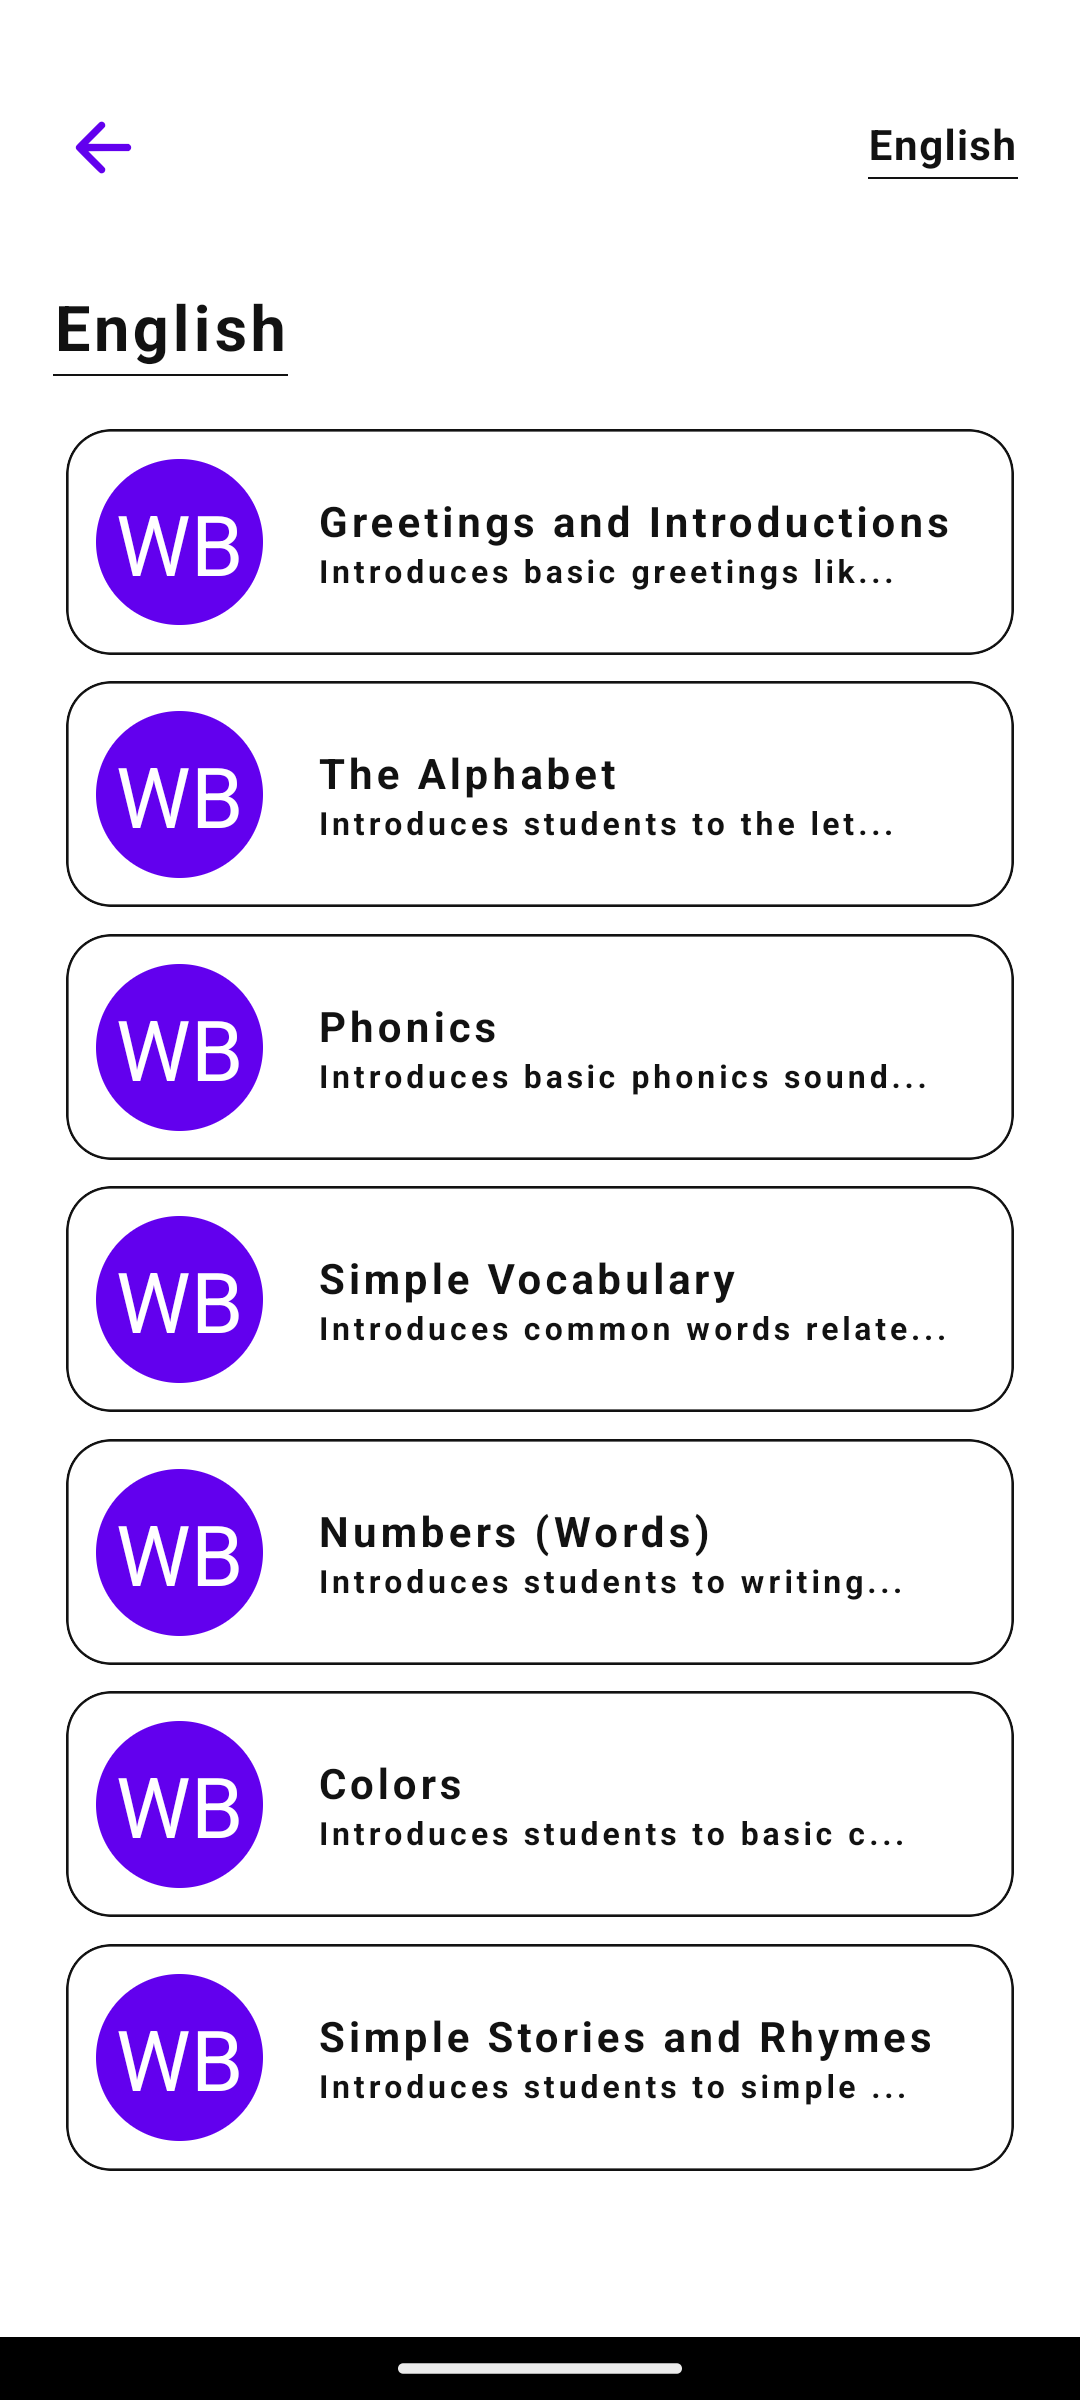 English
English
WB
Greetings and Introductions
Introduces basic greetings lik...
WB
The Alphabet
Introduces students to the let...
WB
Phonics
Introduces basic phonics sound...
WB
Simple Vocabulary
Introduces common words relate...
WB
Numbers (Words)
Introduces students to writing...
WB
Colors
Introduces students to basic c...
WB
Simple Stories and Rhymes
Introduces students to simple ...